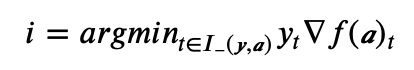 i = argmin_{t∈I_−(y,a)} y_t ∇f(a)_t